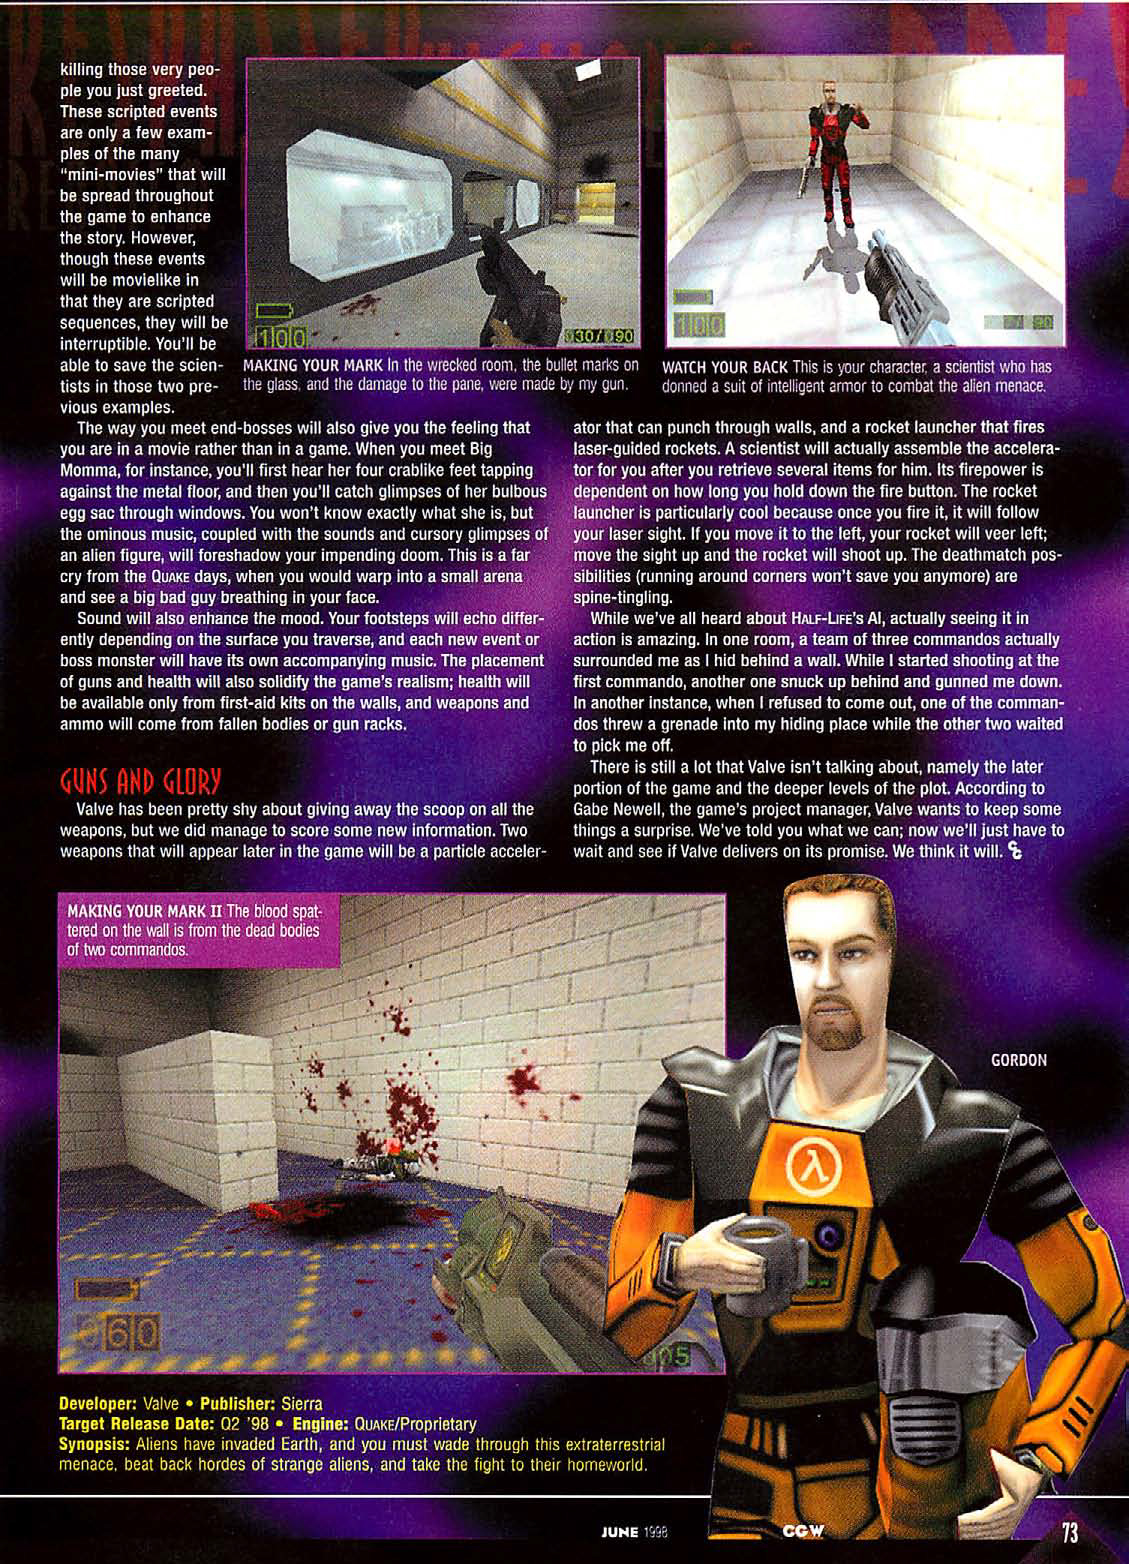 killing those very peo-
ple you just greeted.
These scripted events
are only a few exam-
ples of the many
“mini-movies” that will
be spread throughout
the game to enhance
the story. However,
though these events
will be movielike in
that they are scripted
sequences, they will be
interruptible. You'll be
able to save the scien-
tists in those two pre-
vious examples.
The way you meet end-bosses will also give you the feeling that
you are in a movie rather than in a game. When you meet Big
Momma, for instance, you'll first hear her four crablike feet tapping
against the metal floor, and then you'll catch glimpses of her bulbous
egg sac through windows. You won't know exactly what she is, but
the ominous music, coupled with the sounds and cursory glimpses of
an alien figure, will foreshadow your impending doom. This is a far
cry from the QUAKE days, when you would warp into a small arena
and see a big bad guy breathing in your face.
Sound will also enhance the mood. Your footsteps will echo differ-
ently depending on the surface you traverse, and each new event or
boss monster will have its own accompanying music. The placement
of guns and health will also solidify the game's realism; health will
be available only from first-aid kits on the walls, and weapons and
ammo will come from fallen bodies or gun racks.
GUNS AND GLORY
Valve has been pretty shy about giving away the scoop on all the
weapons, but we did manage to score some new information. Two
weapons that will appear later in the game will be a particle acceler-
100
030/090
MAKING YOUR MARK In the wrecked room, the bullet marks on
the glass, and the damage to the pane, were made by my gun.
100
90
WATCH YOUR BACK This is your character, a scientist who has
donned a suit of intelligent armor to combat the alien menace.
ator that can punch through walls, and a rocket launcher that fires
laser-guided rockets. A scientist will actually assemble the accelera-
tor for you after you retrieve several items for him. Its firepower is
dependent on how long you hold down the fire button. The rocket
launcher is particularly cool because once you fire it, it will follow
your laser sight. If you move it to the left, your rocket will veer left;
move the sight up and the rocket will shoot up. The deathmatch pos-
sibilities (running around corners won't save you anymore) are
spine-tingling.
While we've all heard about HALF-LIFE's AI, actually seeing it in
action is amazing. In one room, a team of three commandos actually
surrounded me as I hid behind a wall. While I started shooting at the
first commando, another one snuck up behind and gunned me down.
In another instance, when I refused to come out, one of the comman-
dos threw a grenade into my hiding place while the other two waited
to pick me off.
There is still a lot that Valve isn't talking about, namely the later
portion of the game and the deeper levels of the plot. According to
Gabe Newell, the game's project manager, Valve wants to keep some
things a surprise. We've told you what we can; now we'll just have to
wait and see if Valve delivers on its promise. We think it will.
MAKING YOUR MARK II The blood spat-
tered on the wall is from the dead bodies
of two commandos.
060
005
GORDON
λ
Developer: Valve • Publisher: Sierra
Target Release Date: Q2 '98 • Engine: QUAKE/Proprietary
Synopsis: Aliens have invaded Earth, and you must wade through this extraterrestrial
menace, beat back hordes of strange aliens, and take the fight to their homeworld.
JUNE 1998
CGW
73